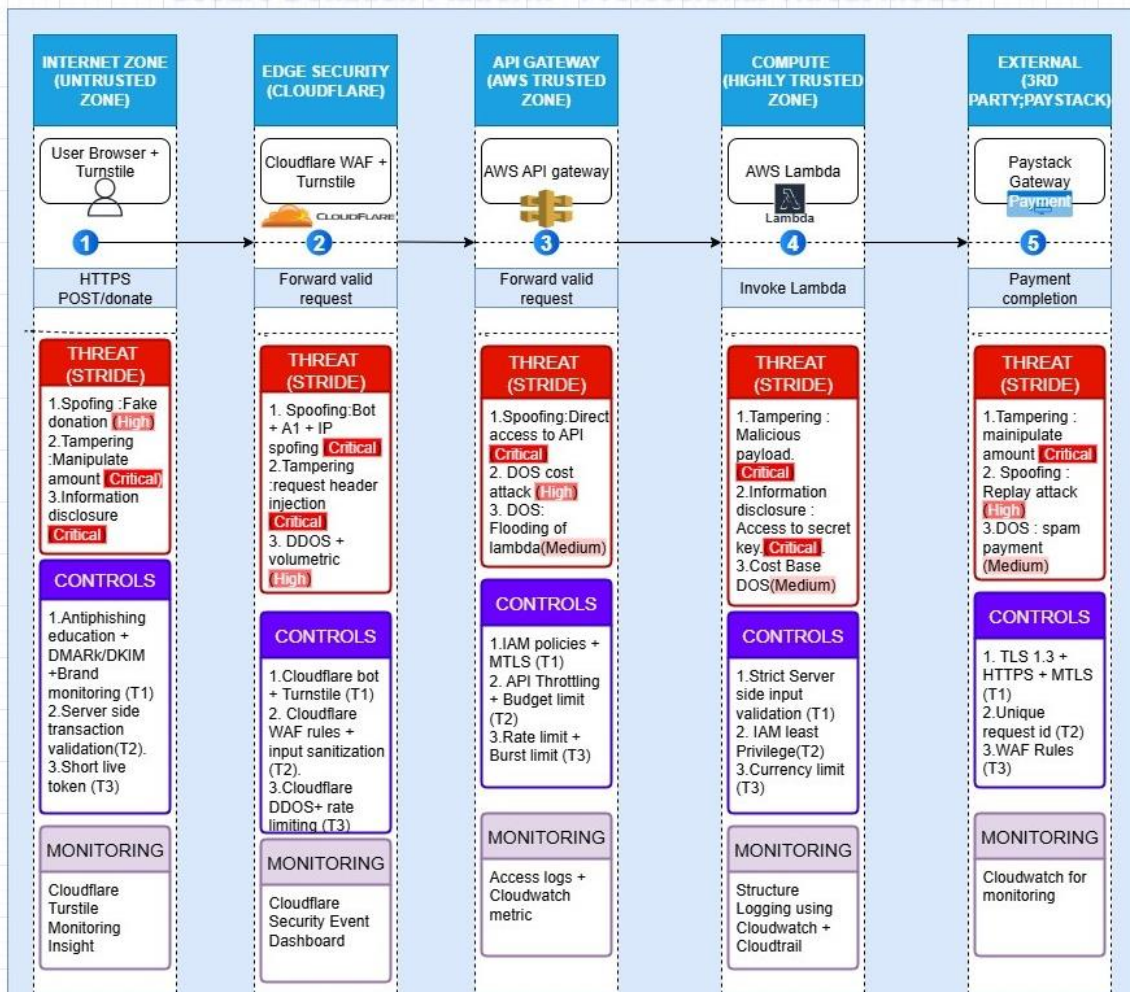 INTERNET ZONE
(UNTRUSTED
ZONE)
EDGE SECURITY
(CLOUDFLARE)
API GATEWAY
(AWS TRUSTED
ZONE)
COMPUTE
(HIGHLY TRUSTED
ZONE)
EXTERNAL
(3RD
PARTY;PAYSTACK)
User Browser +
Turnstile
Cloudflare WAF +
Turnstile
CLOUDFLARE
AWS API gateway
AWS Lambda
Lambda
Paystack
Gateway
Payment
1
2
3
4
5
HTTPS
POST/donate
Forward valid
request
Forward valid
request
Invoke Lambda
Payment
completion
THREAT
(STRIDE)
1.Spofing :Fake
donation (High)
2.Tampering
:Manipulate
amount Critical)
3.Information
disclosure
Critical
CONTROLS
1.Antiphishing
education +
DMARk/DKIM
+Brand
monitoring (T1)
2.Server side
transaction
validation(T2).
3.Short live
token (T3)
MONITORING
Cloudflare
Turstile
Monitoring
Insight
THREAT
(STRIDE)
1. Spoofing:Bot
+ A1 + IP
spofing Critical
2.Tampering
:request header
injection
Critical
3. DDOS +
volumetric
(High)
CONTROLS
1.Cloudflare bot
+ Turnstile (T1)
2. Cloudflare
WAF rules +
input sanitization
(T2).
3.Cloudflare
DDOS+ rate
limiting (T3)
MONITORING
Cloudflare
Security Event
Dashboard
THREAT
(STRIDE)
1.Spoofing:Direct
access to API
Critical
2. DOS cost
attack (High)
3. DOS:
Flooding of
lambda(Medium)
CONTROLS
1.IAM policies +
MTLS (T1)
2. API Throttling
+ Budget limit
(T2)
3.Rate limit +
Burst limit (T3)
MONITORING
Access logs +
Cloudwatch
metric
THREAT
(STRIDE)
1.Tampering :
Malicious
payload.
Critical
2.Information
disclosure :
Access to secret
key. Critical .
3.Cost Base
DOS(Medium)
CONTROLS
1.Strict Server
side input
validation (T1)
2. IAM least
Privilege(T2)
3.Currency limit
(T3)
MONITORING
Structure
Logging using
Cloudwatch +
Cloudtrail
THREAT
(STRIDE)
1.Tampering :
mainipulate
amount Critical
2. Spoofing :
Replay attack
(High)
3.DOS : spam
payment
(Medium)
CONTROLS
1. TLS 1.3 +
HTTPS + MTLS
(T1)
2.Unique
request id (T2)
3.WAF Rules
(T3)
MONITORING
Cloudwatch for
monitoring